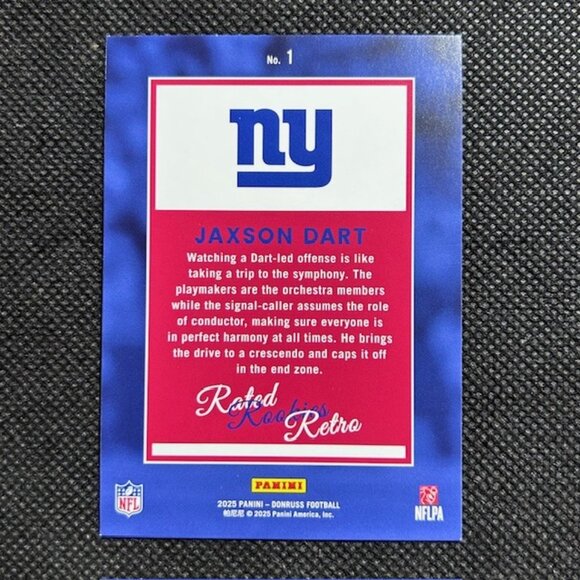 No. 1
ny
JAXSON DART
Watching a Dart-led offense is like
taking a trip to the symphony. The
playmakers are the orchestra members
while the signal-caller assumes the role
of conductor, making sure everyone is
in perfect harmony at all times. He brings
the drive to a crescendo and caps it off
in the end zone.
Rated
Rookies
Retro
PANINI
NFL
2025 PANINI – DONRUSS FOOTBALL
帕尼尼 © 2025 Panini America, Inc.
NFLPA